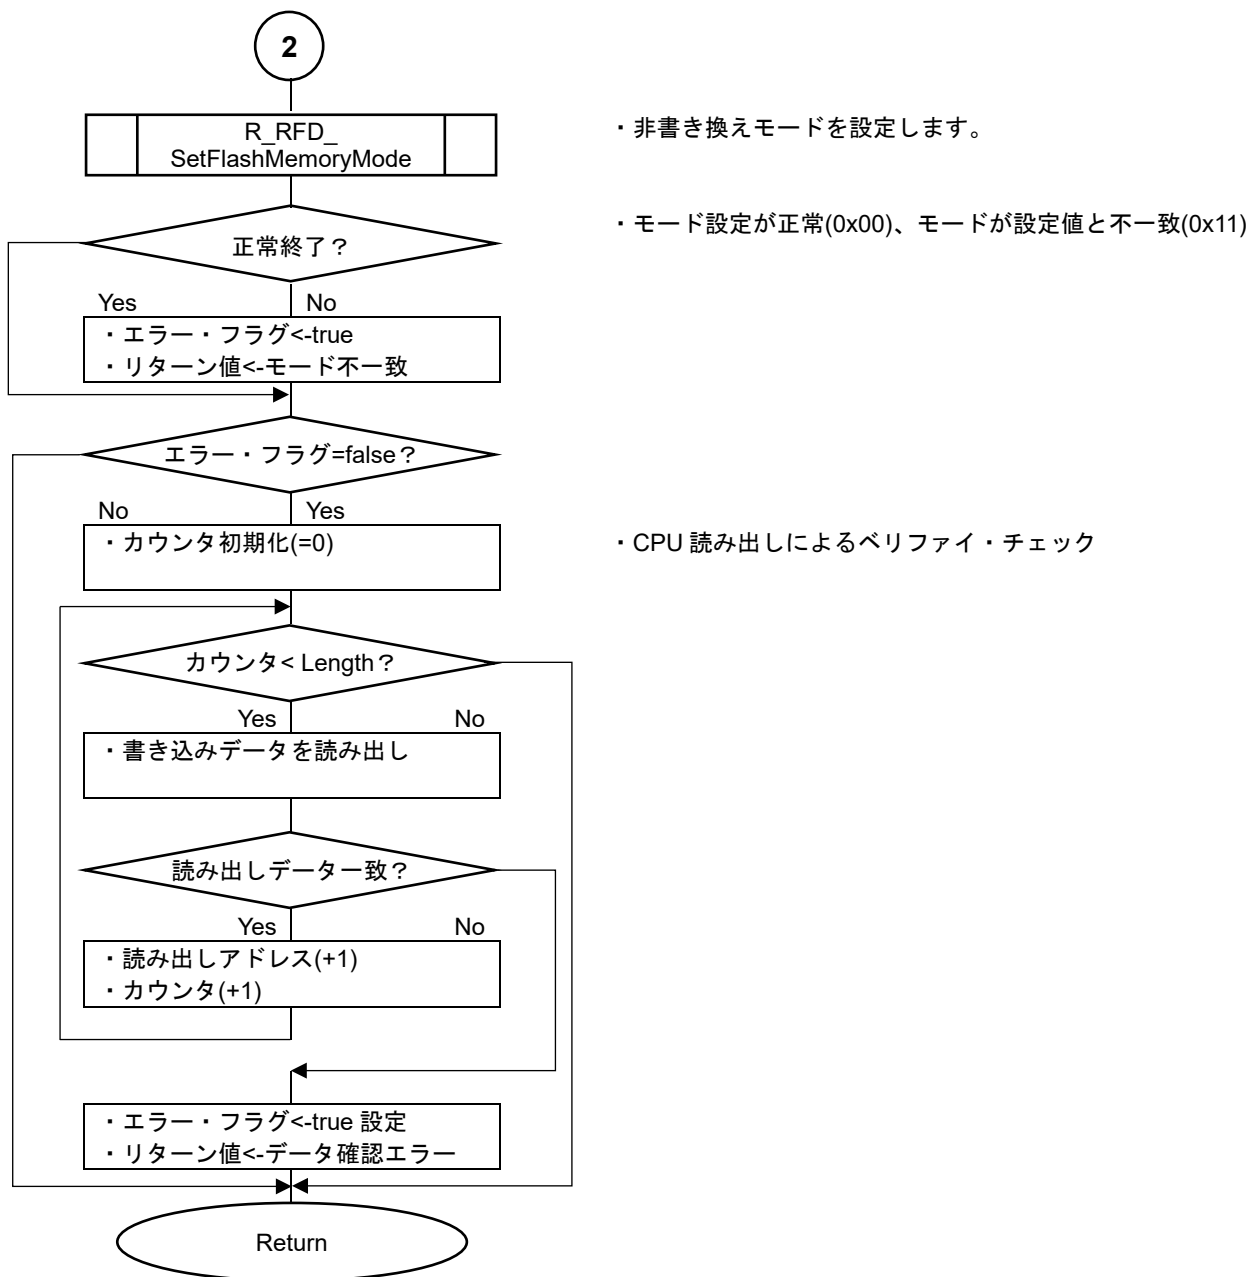 2
R_RFD_
SetFlashMemoryMode
・非書き換えモードを設定します。
・モード設定が正常(0x00)、モードが設定値と不一致(0x11)
正常終了？
Yes No
・エラー・フラグ<-true
・リターン値<-モード不一致
エラー・フラグ=false？
No Yes
・カウンタ初期化(=0)
・CPU 読み出しによるベリファイ・チェック
カウンタ< Length？
Yes No
・書き込みデータを読み出し
読み出しデータ一致？
Yes No
・読み出しアドレス(+1)
・カウンタ(+1)
・エラー・フラグ<-true 設定
・リターン値<-データ確認エラー
Return